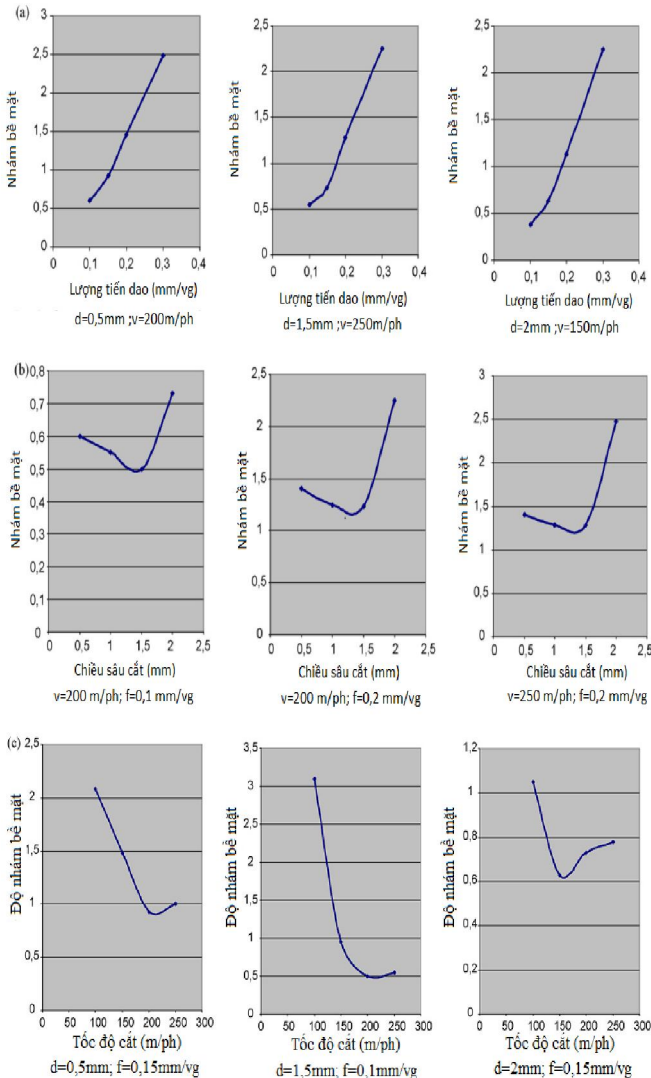 (a)
Nhám bề mặt
3
2,5
2
1,5
1
0,5
0
0 0,1 0,2 0,3 0,4
Lượng tiến dao (mm/vg)
d=0,5mm ;v=200m/ph
Nhám bề mặt
2,5
2
1,5
1
0,5
0
0 0,1 0,2 0,3 0,4
Lượng tiến dao (mm/vg)
d=1,5mm ;v=250m/ph
Nhám bề mặt
2,5
2
1,5
1
0,5
0
0 0,1 0,2 0,3 0,4
Lượng tiến dao (mm/vg)
d=2mm ;v=150m/ph
(b)
Nhám bề mặt
0,8
0,7
0,6
0,5
0,4
0,3
0,2
0,1
0
0 0,5 1 1,5 2 2,5
Chiều sâu cắt (mm)
v=200 m/ph; f=0,1 mm/vg
Nhám bề mặt
2,5
2
1,5
1
0,5
0
0 0,5 1 1,5 2 2,5
Chiều sâu cắt (mm)
v=200 m/ph; f=0,2 mm/vg
Nhám bề mặt
3
2,5
2
1,5
1
0,5
0
0 0,5 1 1,5 2 2,5
Chiều sâu cắt (mm)
v=250 m/ph; f=0,2 mm/vg
(c)
Độ nhám bề mặt
2,5
2
1,5
1
0,5
0
0 50 100 150 200 250 300
Tốc độ cắt (m/ph)
d=0,5mm; f=0,15mm/vg
Độ nhám bề mặt
3,5
3
2,5
2
1,5
1
0,5
0
0 50 100 150 200 250 300
Tốc độ cắt (m/ph)
d=1,5mm; f=0,1mm/vg
Độ nhám bề mặt
1,2
1
0,8
0,6
0,4
0,2
0
0 50 100 150 200 250 300
Tốc độ cắt (m/ph)
d=2mm; f=0,15mm/vg